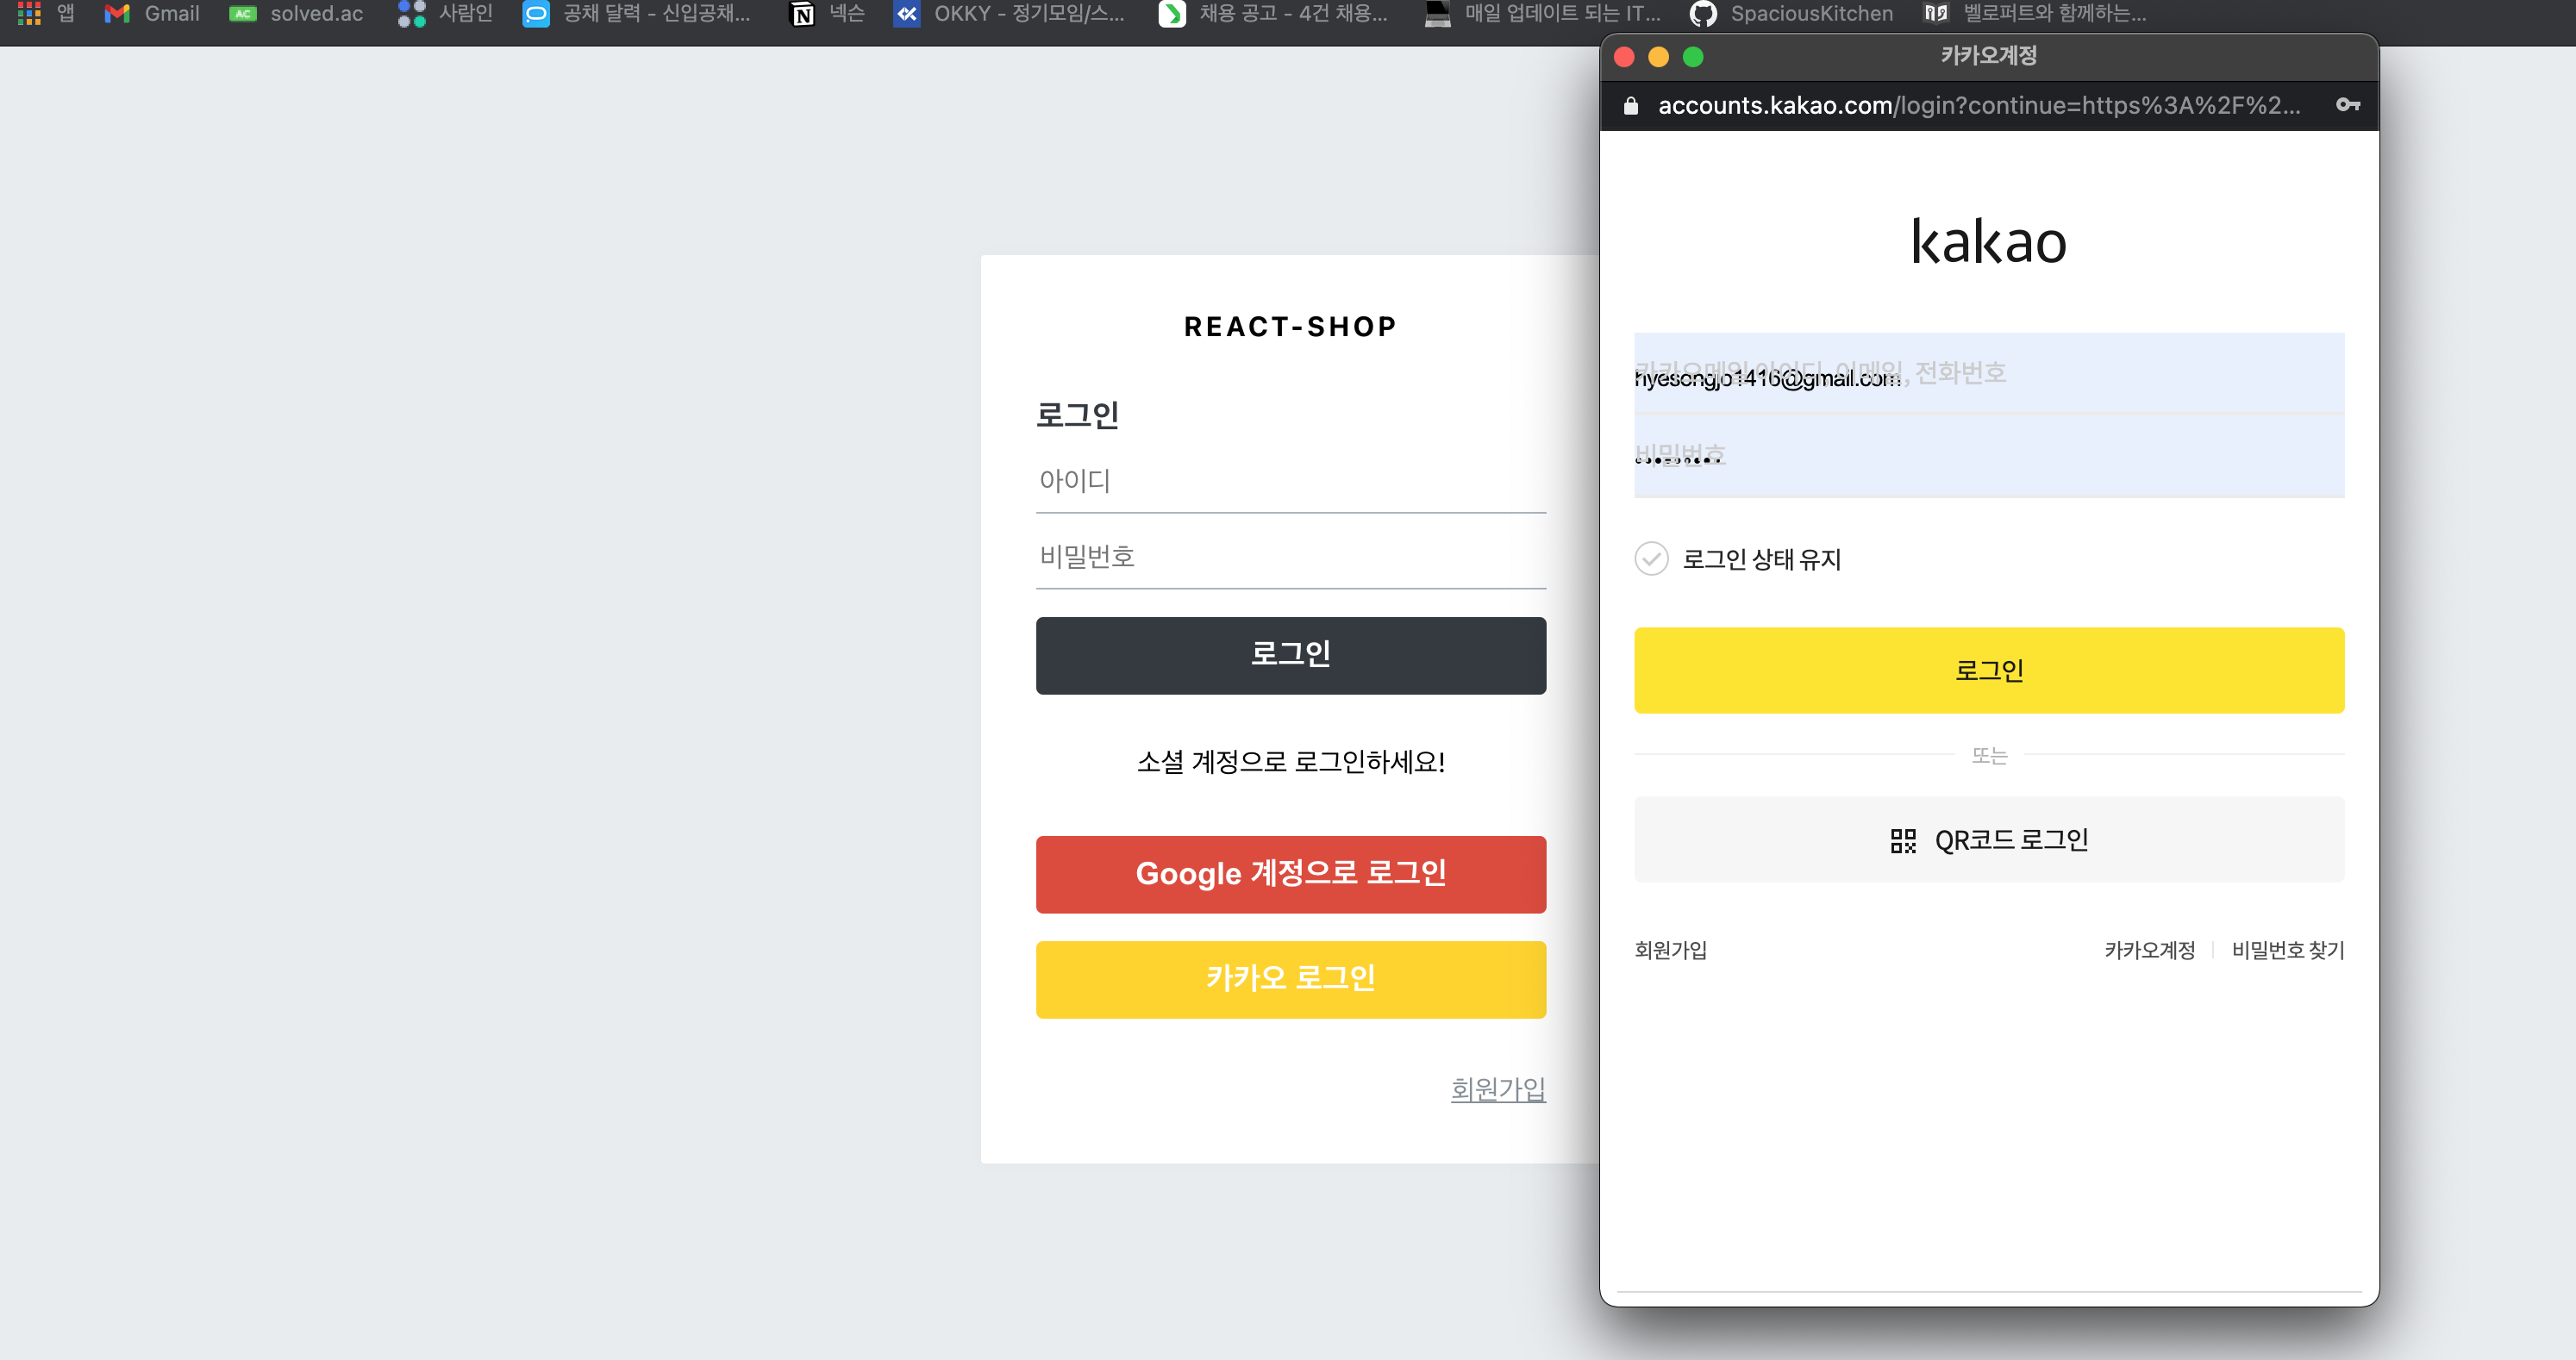 앱 Gmail solved.ac 사람인 공채 달력 - 신입공채... 넥슨 OKKY - 정기모임/스... 채용 공고 - 4건 채용... 매일 업데이트 되는 IT... SpaciousKitchen 벨로퍼트와 함께하는...
REACT-SHOP
로그인
아이디
비밀번호
로그인
소셜 계정으로 로그인하세요!
Google 계정으로 로그인
카카오 로그인
회원가입
카카오계정
accounts.kakao.com/login?continue=https%3A%2F%2...
kakao
카카오메일 아이디, 이메일, 전화번호
hyesongjo1416@gmail.com
비밀번호
로그인 상태 유지
로그인
또는
QR코드 로그인
회원가입 카카오계정 비밀번호 찾기